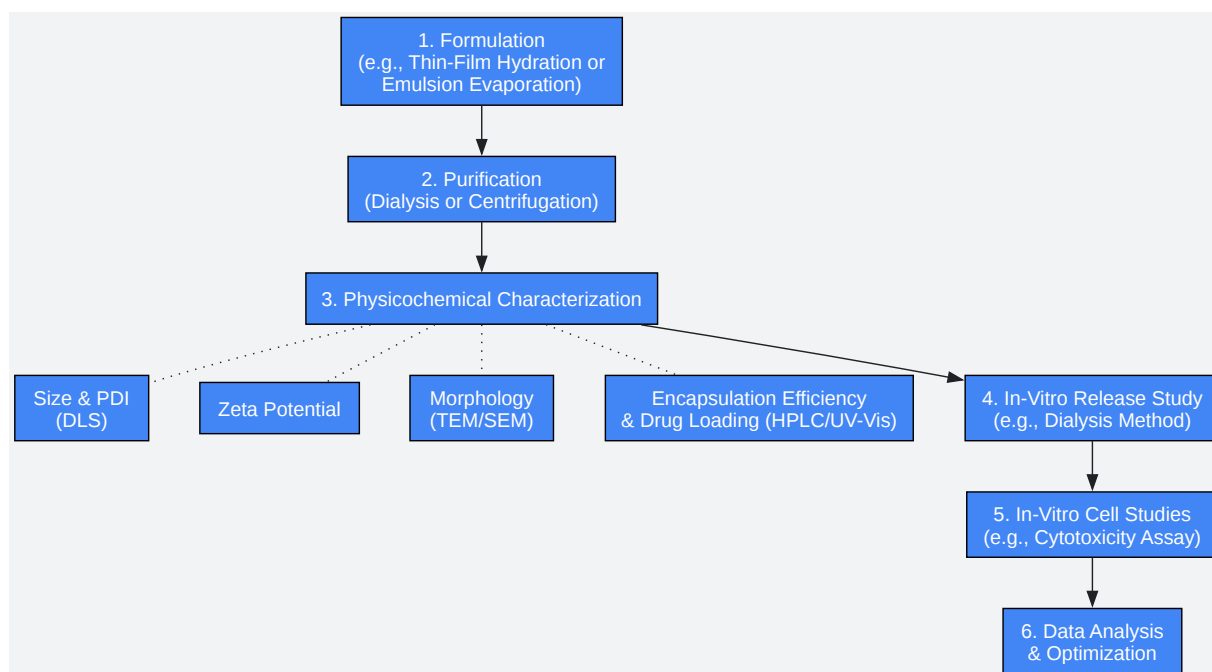 1. Formulation
(e.g., Thin-Film Hydration or
Emulsion Evaporation)
2. Purification
(Dialysis or Centrifugation)
3. Physicochemical Characterization
Size & PDI
(DLS)
Zeta Potential
Morphology
(TEM/SEM)
Encapsulation Efficiency
& Drug Loading (HPLC/UV-Vis)
4. In-Vitro Release Study
(e.g., Dialysis Method)
5. In-Vitro Cell Studies
(e.g., Cytotoxicity Assay)
6. Data Analysis
& Optimization